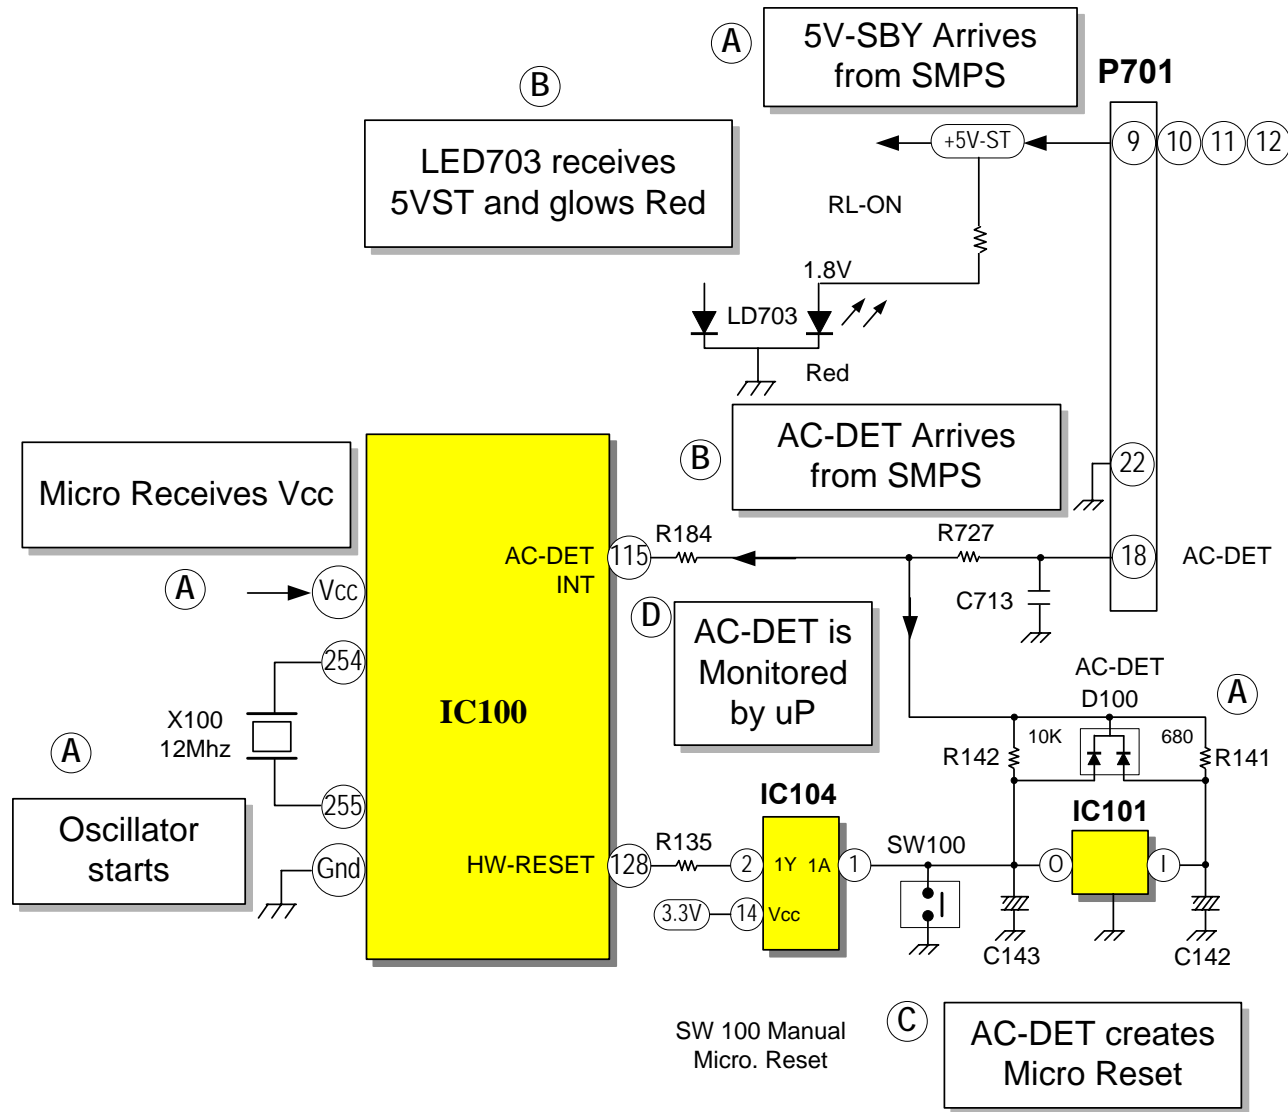 A
5V-SBY Arrives
from SMPS
P701
B
LED703 receives
5VST and glows Red
+5V-ST
9
10
11
12
RL-ON
1.8V
LD703
Red
B
AC-DET Arrives
from SMPS
22
Micro Receives Vcc
A
Vcc
AC-DET
INT
115
R184
R727
18
AC-DET
C713
D
AC-DET is
Monitored
by uP
254
X100
12Mhz
A
255
Oscillator
starts
Gnd
IC100
AC-DET
D100
A
10K
680
R142
R141
IC104
IC101
HW-RESET
128
R135
2
1Y
1A
1
SW100
O
I
3.3V
14
Vcc
C143
C142
SW 100 Manual
Micro. Reset
C
AC-DET creates
Micro Reset